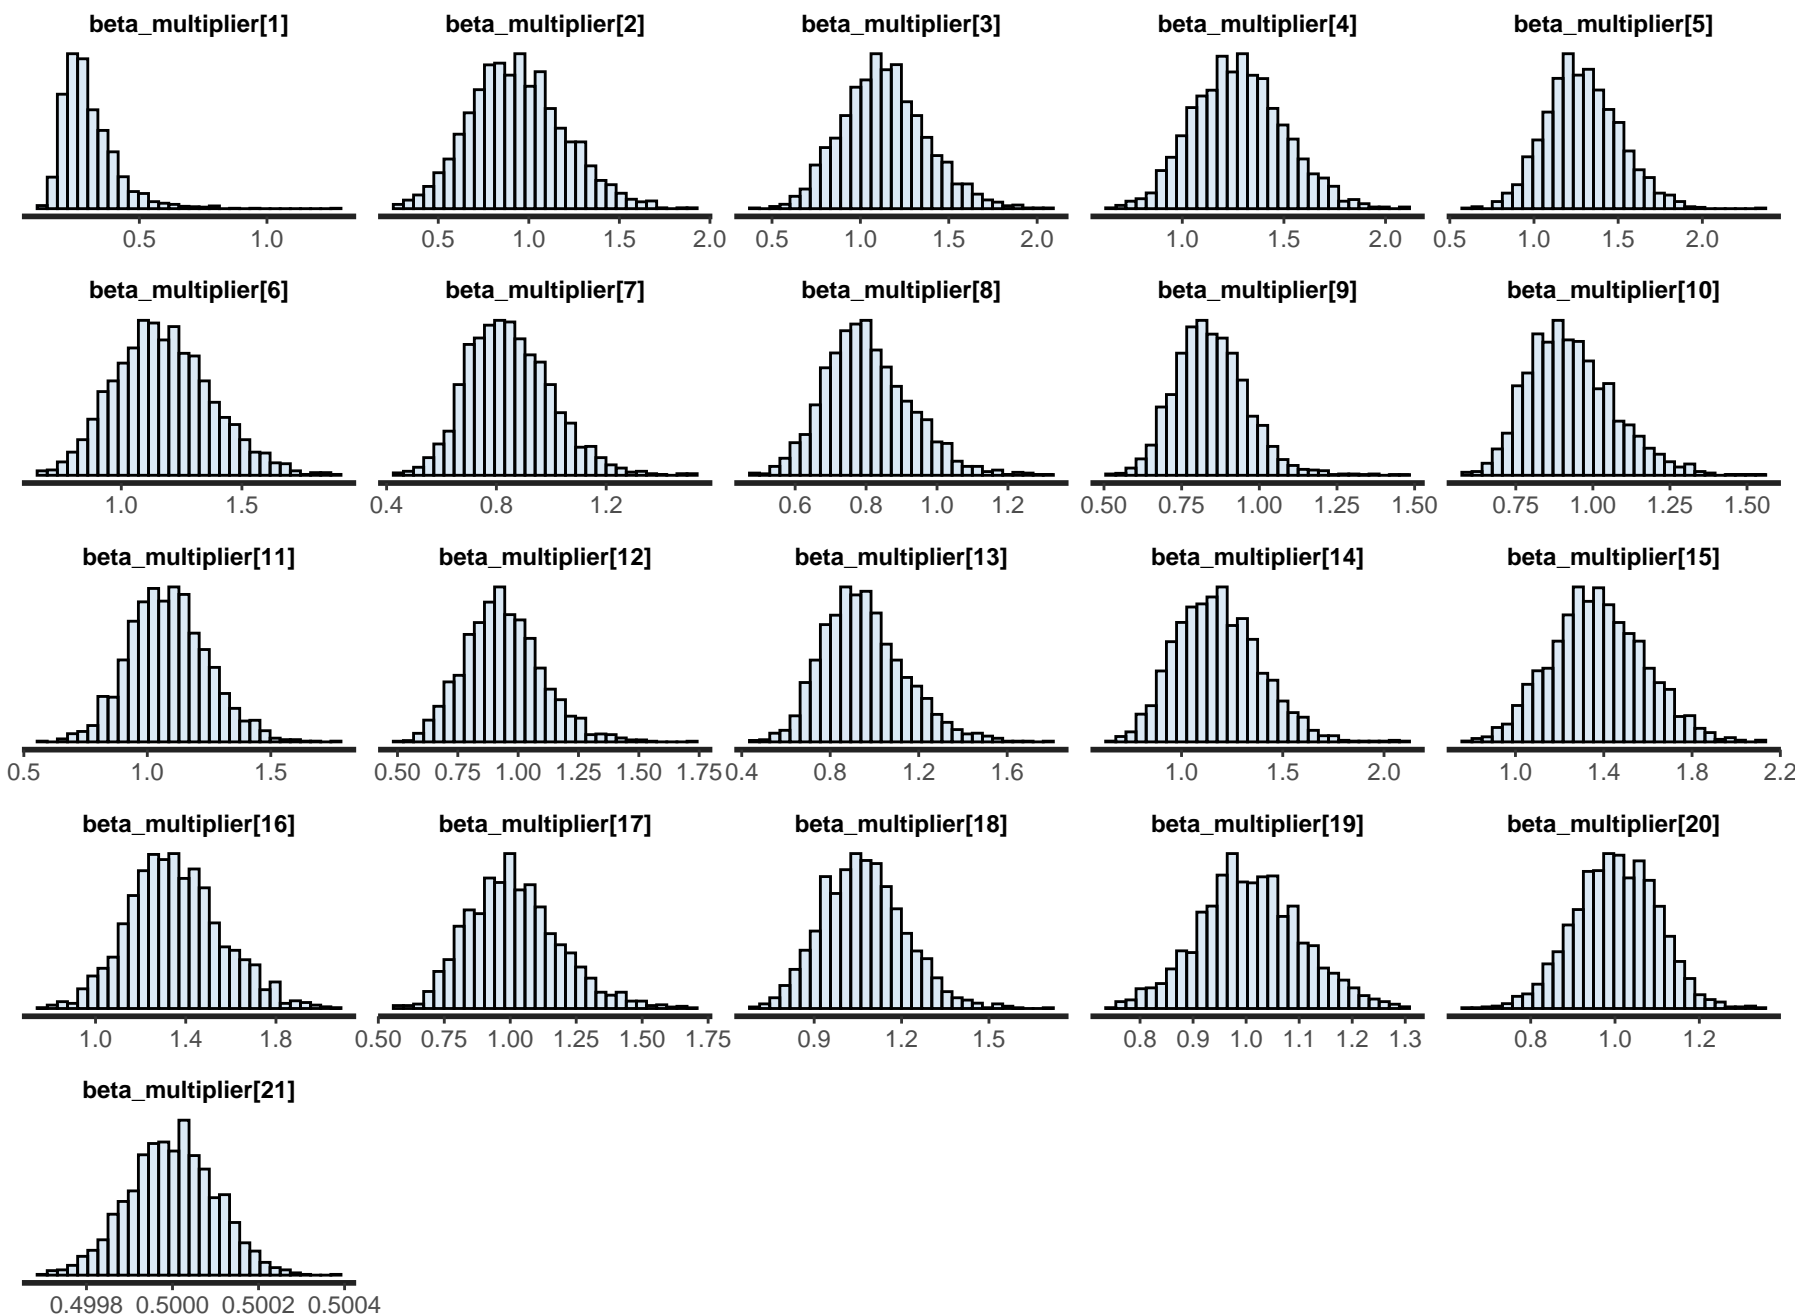 beta_multiplier[1] beta_multiplier[2] beta_multiplier[3] beta_multiplier[4] beta_multiplier[5]
0.5 1.0 0.5 1.0 1.5 2.0 0.5 1.0 1.5 2.0 1.0 1.5 2.0 0.5 1.0 1.5 2.0
beta_multiplier[6] beta_multiplier[7] beta_multiplier[8] beta_multiplier[9] beta_multiplier[10]
1.0 1.5 0.4 0.8 1.2 0.6 0.8 1.0 1.2 0.50 0.75 1.00 1.25 1.50 0.75 1.00 1.25 1.50
beta_multiplier[11] beta_multiplier[12] beta_multiplier[13] beta_multiplier[14] beta_multiplier[15]
0.5 1.0 1.5 0.50 0.75 1.00 1.25 1.50 1.75 0.4 0.8 1.2 1.6 1.0 1.5 2.0 1.0 1.4 1.8 2.2
beta_multiplier[16] beta_multiplier[17] beta_multiplier[18] beta_multiplier[19] beta_multiplier[20]
1.0 1.4 1.8 0.50 0.75 1.00 1.25 1.50 1.75 0.9 1.2 1.5 0.8 0.9 1.0 1.1 1.2 1.3 0.8 1.0 1.2
beta_multiplier[21]
0.4998 0.5000 0.5002 0.5004